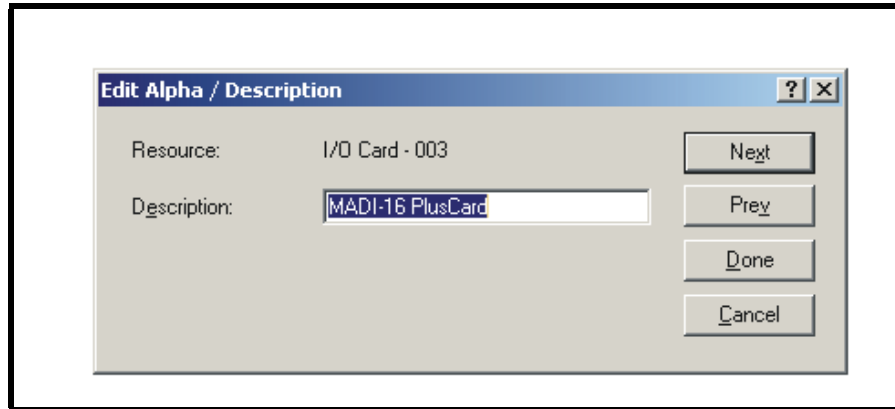 Edit Alpha / Description
Resource: I/O Card - 003
Description: MADI-16 PlusCard
Next
Prev
Done
Cancel